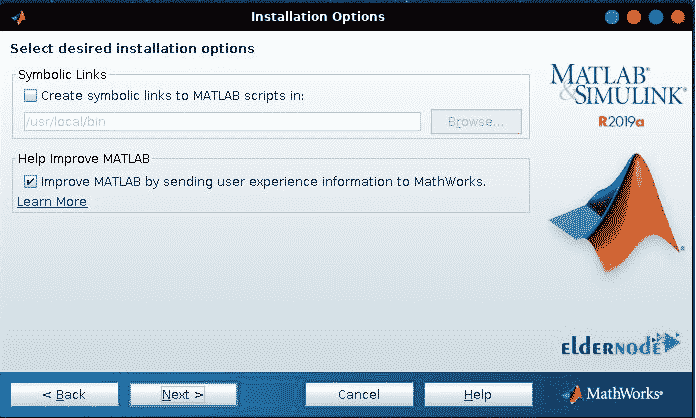 Installation Options
Select desired installation options
Symbolic Links
Create symbolic links to MATLAB scripts in:
/usr/local/bin
Browse...
Help Improve MATLAB
Improve MATLAB by sending user experience information to MathWorks.
Learn More
MATLAB®
&SIMULINK®
R2019a
ELDERNODE
< Back
Next >
Cancel
Help
MathWorks®